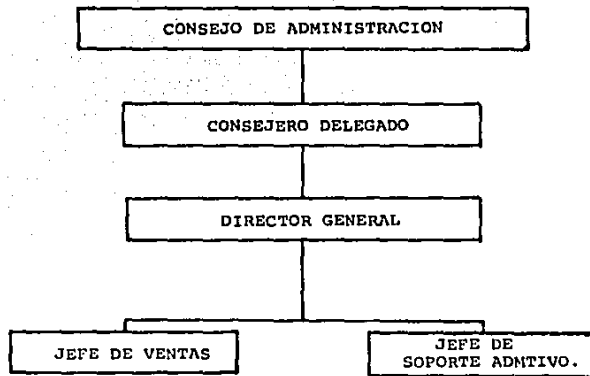 CONSEJO DE ADMINISTRACION
CONSEJERO DELEGADO
DIRECTOR GENERAL
JEFE DE VENTAS
JEFE DE
SOPORTE ADMTIVO.